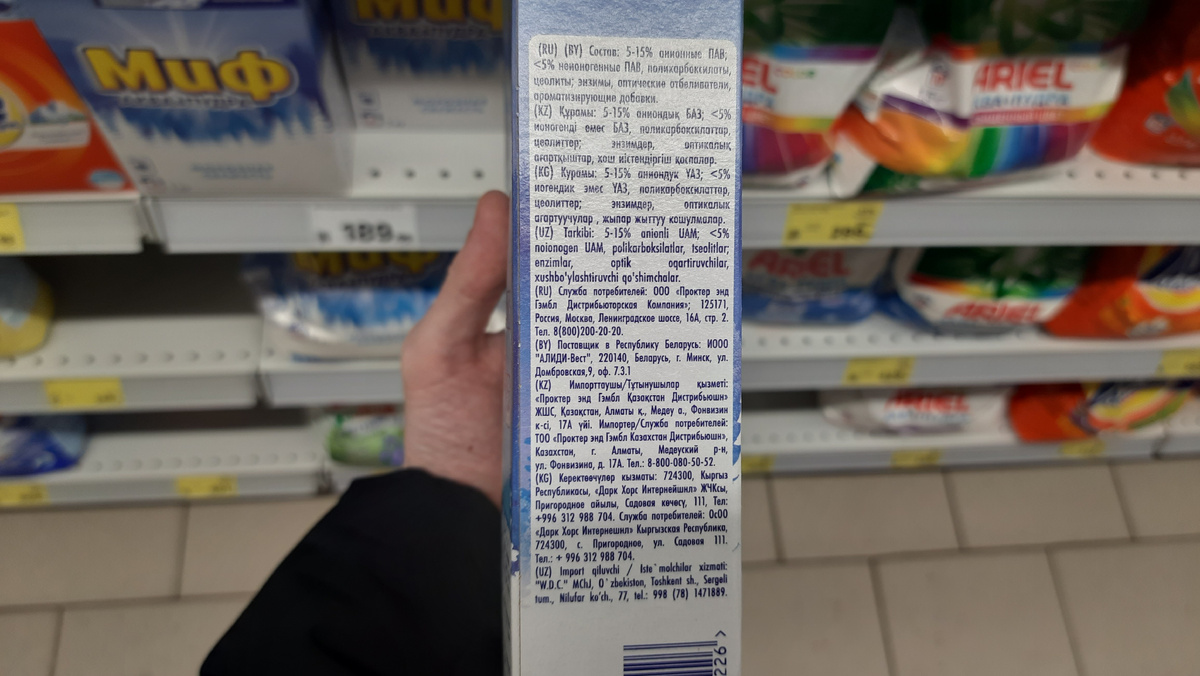 Миф
Миф
ARIEL
189
ARIEL
ARIEL
ARIEL
(RU) (BY) Состав: 5-15% анионные ПАВ;
<5% неионогенные ПАВ, поликарбоксилаты,
цеолиты; энзимы, оптические отбеливатели,
ароматизирующие добавки.
(KZ) Құрамы: 5-15% аниондық БАЗ; <5%
ионогенді емес БАЗ, поликарбоксилаттар,
цеолиттер; энзимдер, оптикалық
ағартқыштар, хош иістендіргіш қоспалар.
(KG) Курамы: 5-15% аниондук ҮАЗ; <5%
иогендик эмес ҮАЗ, поликарбоксилаттар,
цеолиттер; энзимдер, оптикалык
агартуучулар , жыпар жыттуу кошулмалар.
(UZ) Tarkibi: 5-15% anionli UAM; <5%
noionogen UAM, polikarboksilatlar, tseolitlar;
enzimlar, optik oqartiruvchilar,
xushbo'ylashtiruvchi qo'shimchalar.
(RU) Служба потребителей: ООО «Проктер энд
Гэмбл Дистрибьюторская Компания»; 125171,
Россия, Москва, Ленинградское шоссе, 16А, стр. 2.
Тел. 8(800)200-20-20.
(BY) Поставщик в Республику Беларусь: ИООО
"АЛИДИ-Вест", 220140, Беларусь, г. Минск, ул.
Домбровская,9, оф. 7.3.1
(KZ) Импорттаушы/Тұтынушылар қызметі:
«Проктер энд Гэмбл Қазақстан Дистрибьюшн»
ЖШС, Қазақстан, Алматы қ., Медеу а., Фонвизин
к-сі, 17А үйі. Импортер/Служба потребителей:
ТОО «Проктер энд Гэмбл Казахстан Дистрибьюшн»,
Казахстан, г. Алматы, Медеуский р-н,
ул. Фонвизина, д. 17А. Тел.: 8-800-080-50-52.
(KG) Керектөөчүлөр кызматы: 724300, Кыргыз
Республикасы, «Дарк Хорс Интернейшнл» ЖЧКсы,
Пригородное айылы, Садовая көчөсү, 111, Тел:
+996 312 988 704. Служба потребителей: ОсОО
«Дарк Хорс Интернешнл» Кыргызская Республика,
724300, с. Пригородное, ул. Садовая 111.
Тел.: + 996 312 988 704.
(UZ) Import qiluvchi / Iste`molchilar xizmati:
"W.D.C." MChJ, O`zbekiston, Toshkent sh., Sergeli
tum., Nilufar ko'ch., 77, tel.: 998 (78) 1471889.
226 >